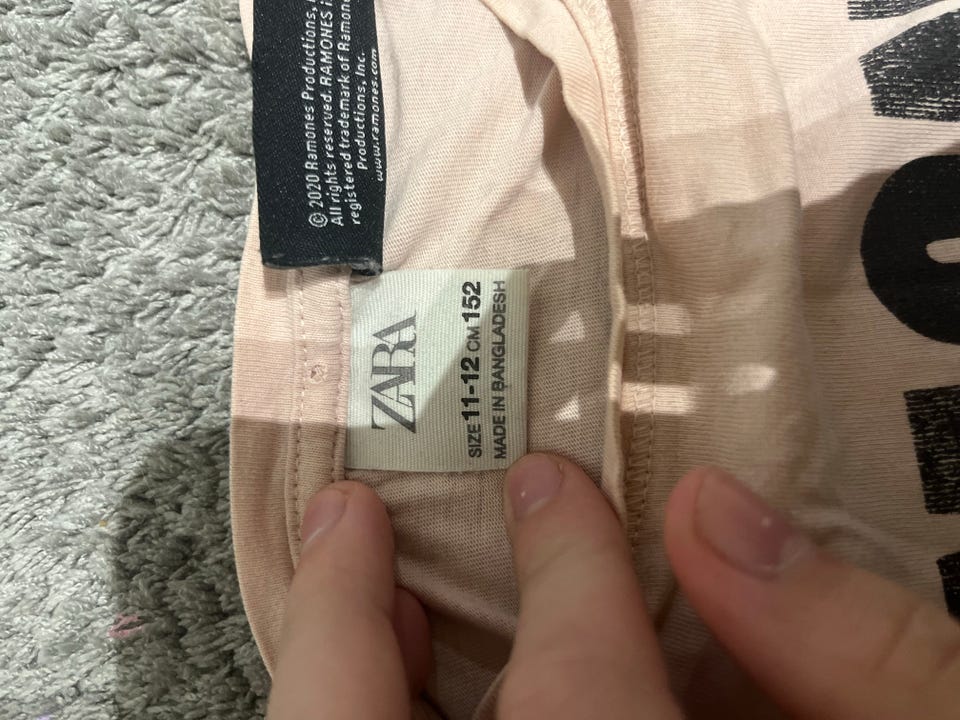 © 2020 Ramones Productions,
All rights reserved. RAMONES
registered trademark of Ramon
Productions, Inc.
www.ramones.com
ZARA
SIZE 11-12 CM 152
MADE IN BANGLADESH